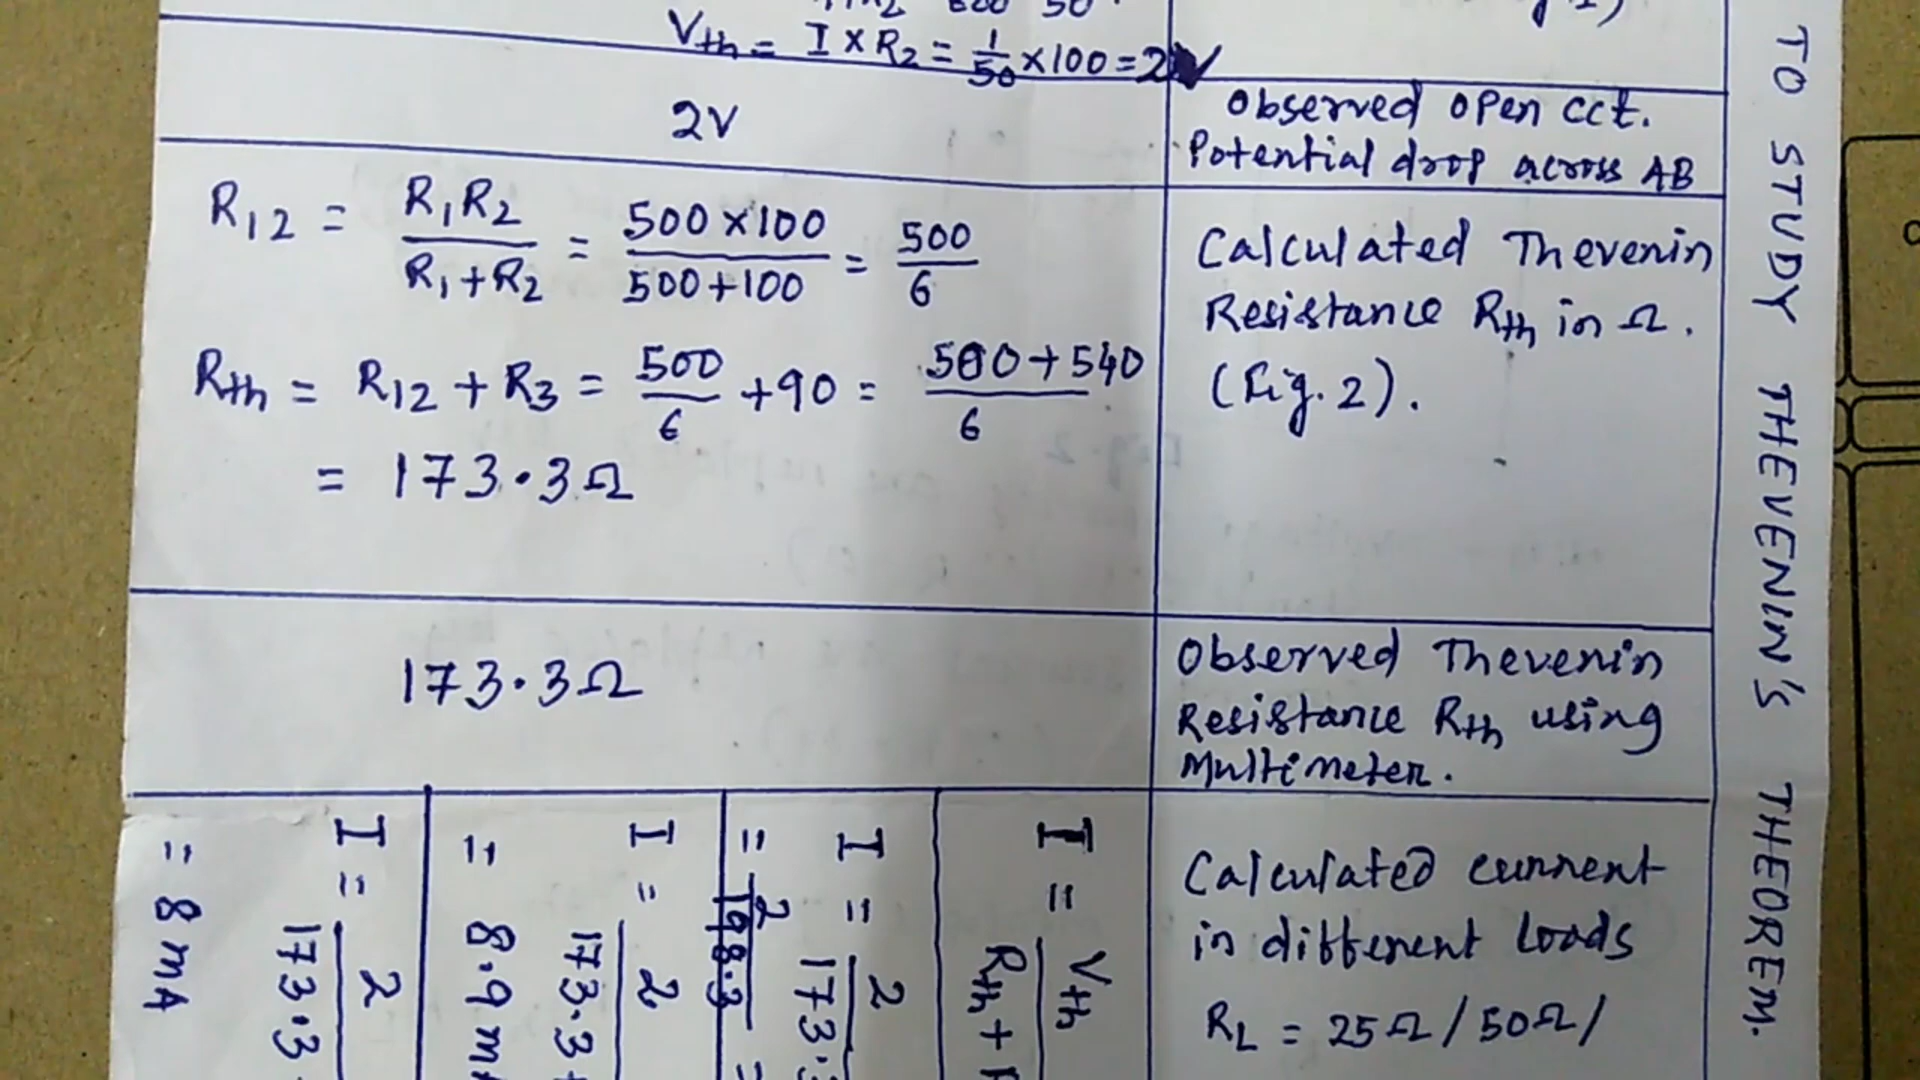 Vth = I × R2 = 1/50 × 100 = 2V
2V
Observed open cct.
Potential drop across AB
R12 = R1R2/R1+R2 = 500×100/500+100 = 500/6
Rth = R12 + R3 = 500/6 + 90 = 500+540/6
= 173.3Ω
Calculated Thevenin
Resistance Rth in Ω.
(Fig. 2).
173.3Ω
Observed Thevenin
Resistance Rth using
Multimeter.
Calculated current
in different loads
RL = 25Ω/50Ω/
I = Vth/Rth +
I = 2/173.3
= 2/198.3 =
I = 2/173.3+
= 8.9 m
I = 2/173.3
= 8 mA
TO STUDY THEVENIN'S THEOREM.